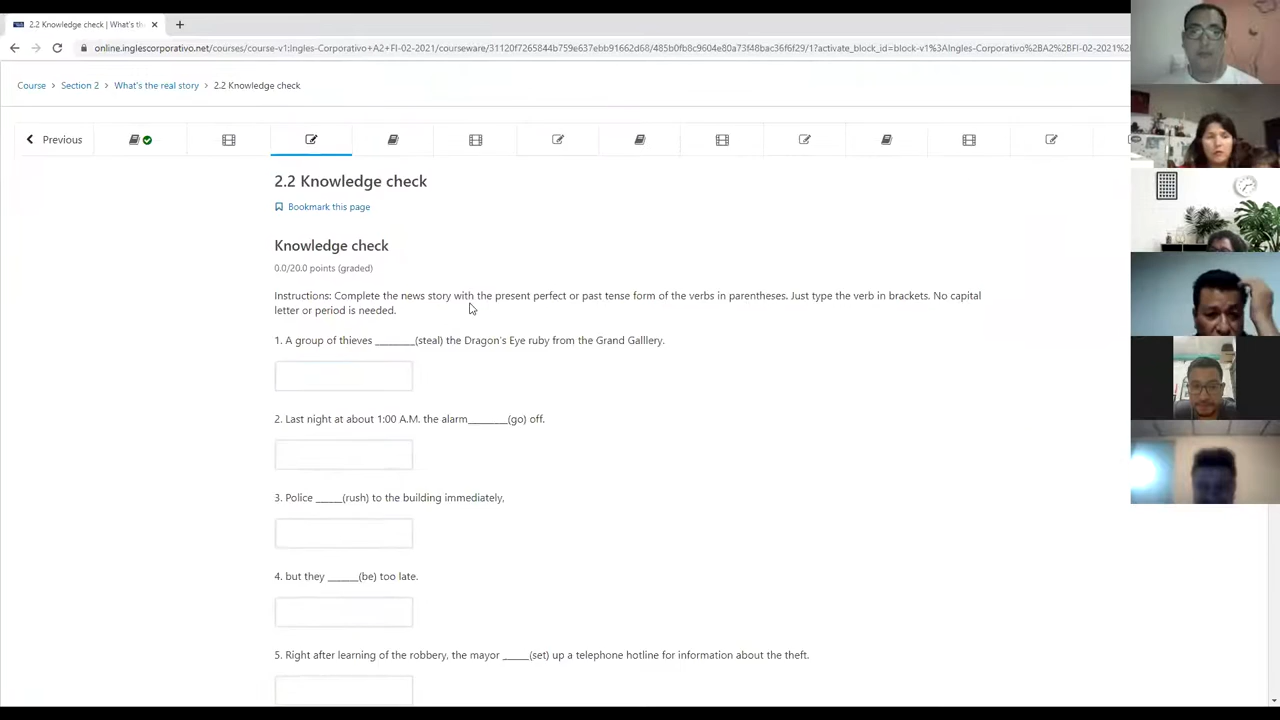 2.2 Knowledge check | What's th
online.inglescorporativo.net/courses/course-v1:Ingles-Corporativo+A2+FI-02-2021/courseware/31120f7265844b759e637ebb91662d68/485b0fb8c9604e80a73f48bac36f6f29/1?activate_block_id=block-v1%3AIngles-Corporativo%2BA2%2BFI-02-2021%2B
Course > Section 2 > What's the real story > 2.2 Knowledge check
Previous
2.2 Knowledge check
Bookmark this page
Knowledge check
0.0/20.0 points (graded)
Instructions: Complete the news story with the present perfect or past tense form of the verbs in parentheses. Just type the verb in brackets. No capital
letter or period is needed.
1. A group of thieves ________(steal) the Dragon's Eye ruby from the Grand Galllery.
2. Last night at about 1:00 A.M. the alarm________(go) off.
3. Police _____(rush) to the building immediately,
4. but they ______(be) too late.
5. Right after learning of the robbery, the mayor _____(set) up a telephone hotline for information about the theft.